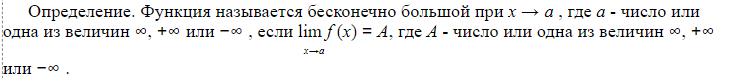 Определение. Функция называется бесконечно большой при x → a , где a - число или
одна из величин ∞, +∞ или −∞ , если lim f (x) = A, где A - число или одна из величин ∞, +∞
x→a
или −∞ .